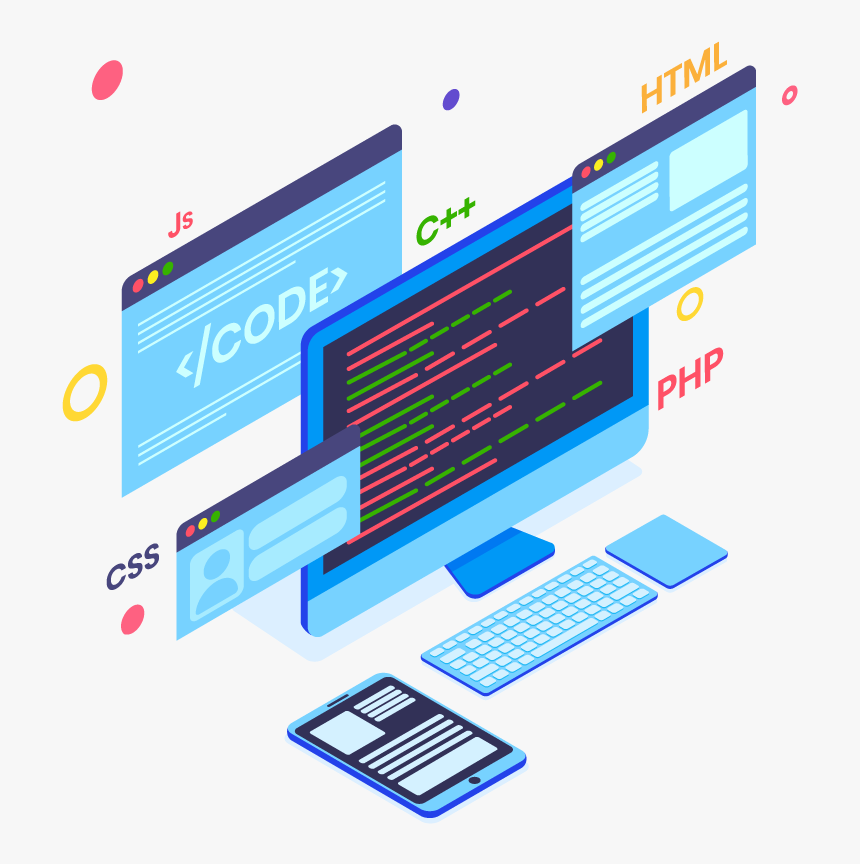 HTML
Js
C++
</CODE>
PHP
CSS